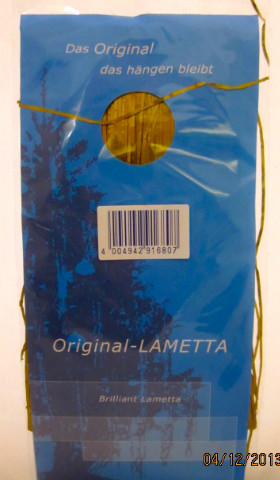 Das Original
das hängen bleibt
4 004942 916807
Original-LAMETTA
Brilliant Lametta
04/12/2013